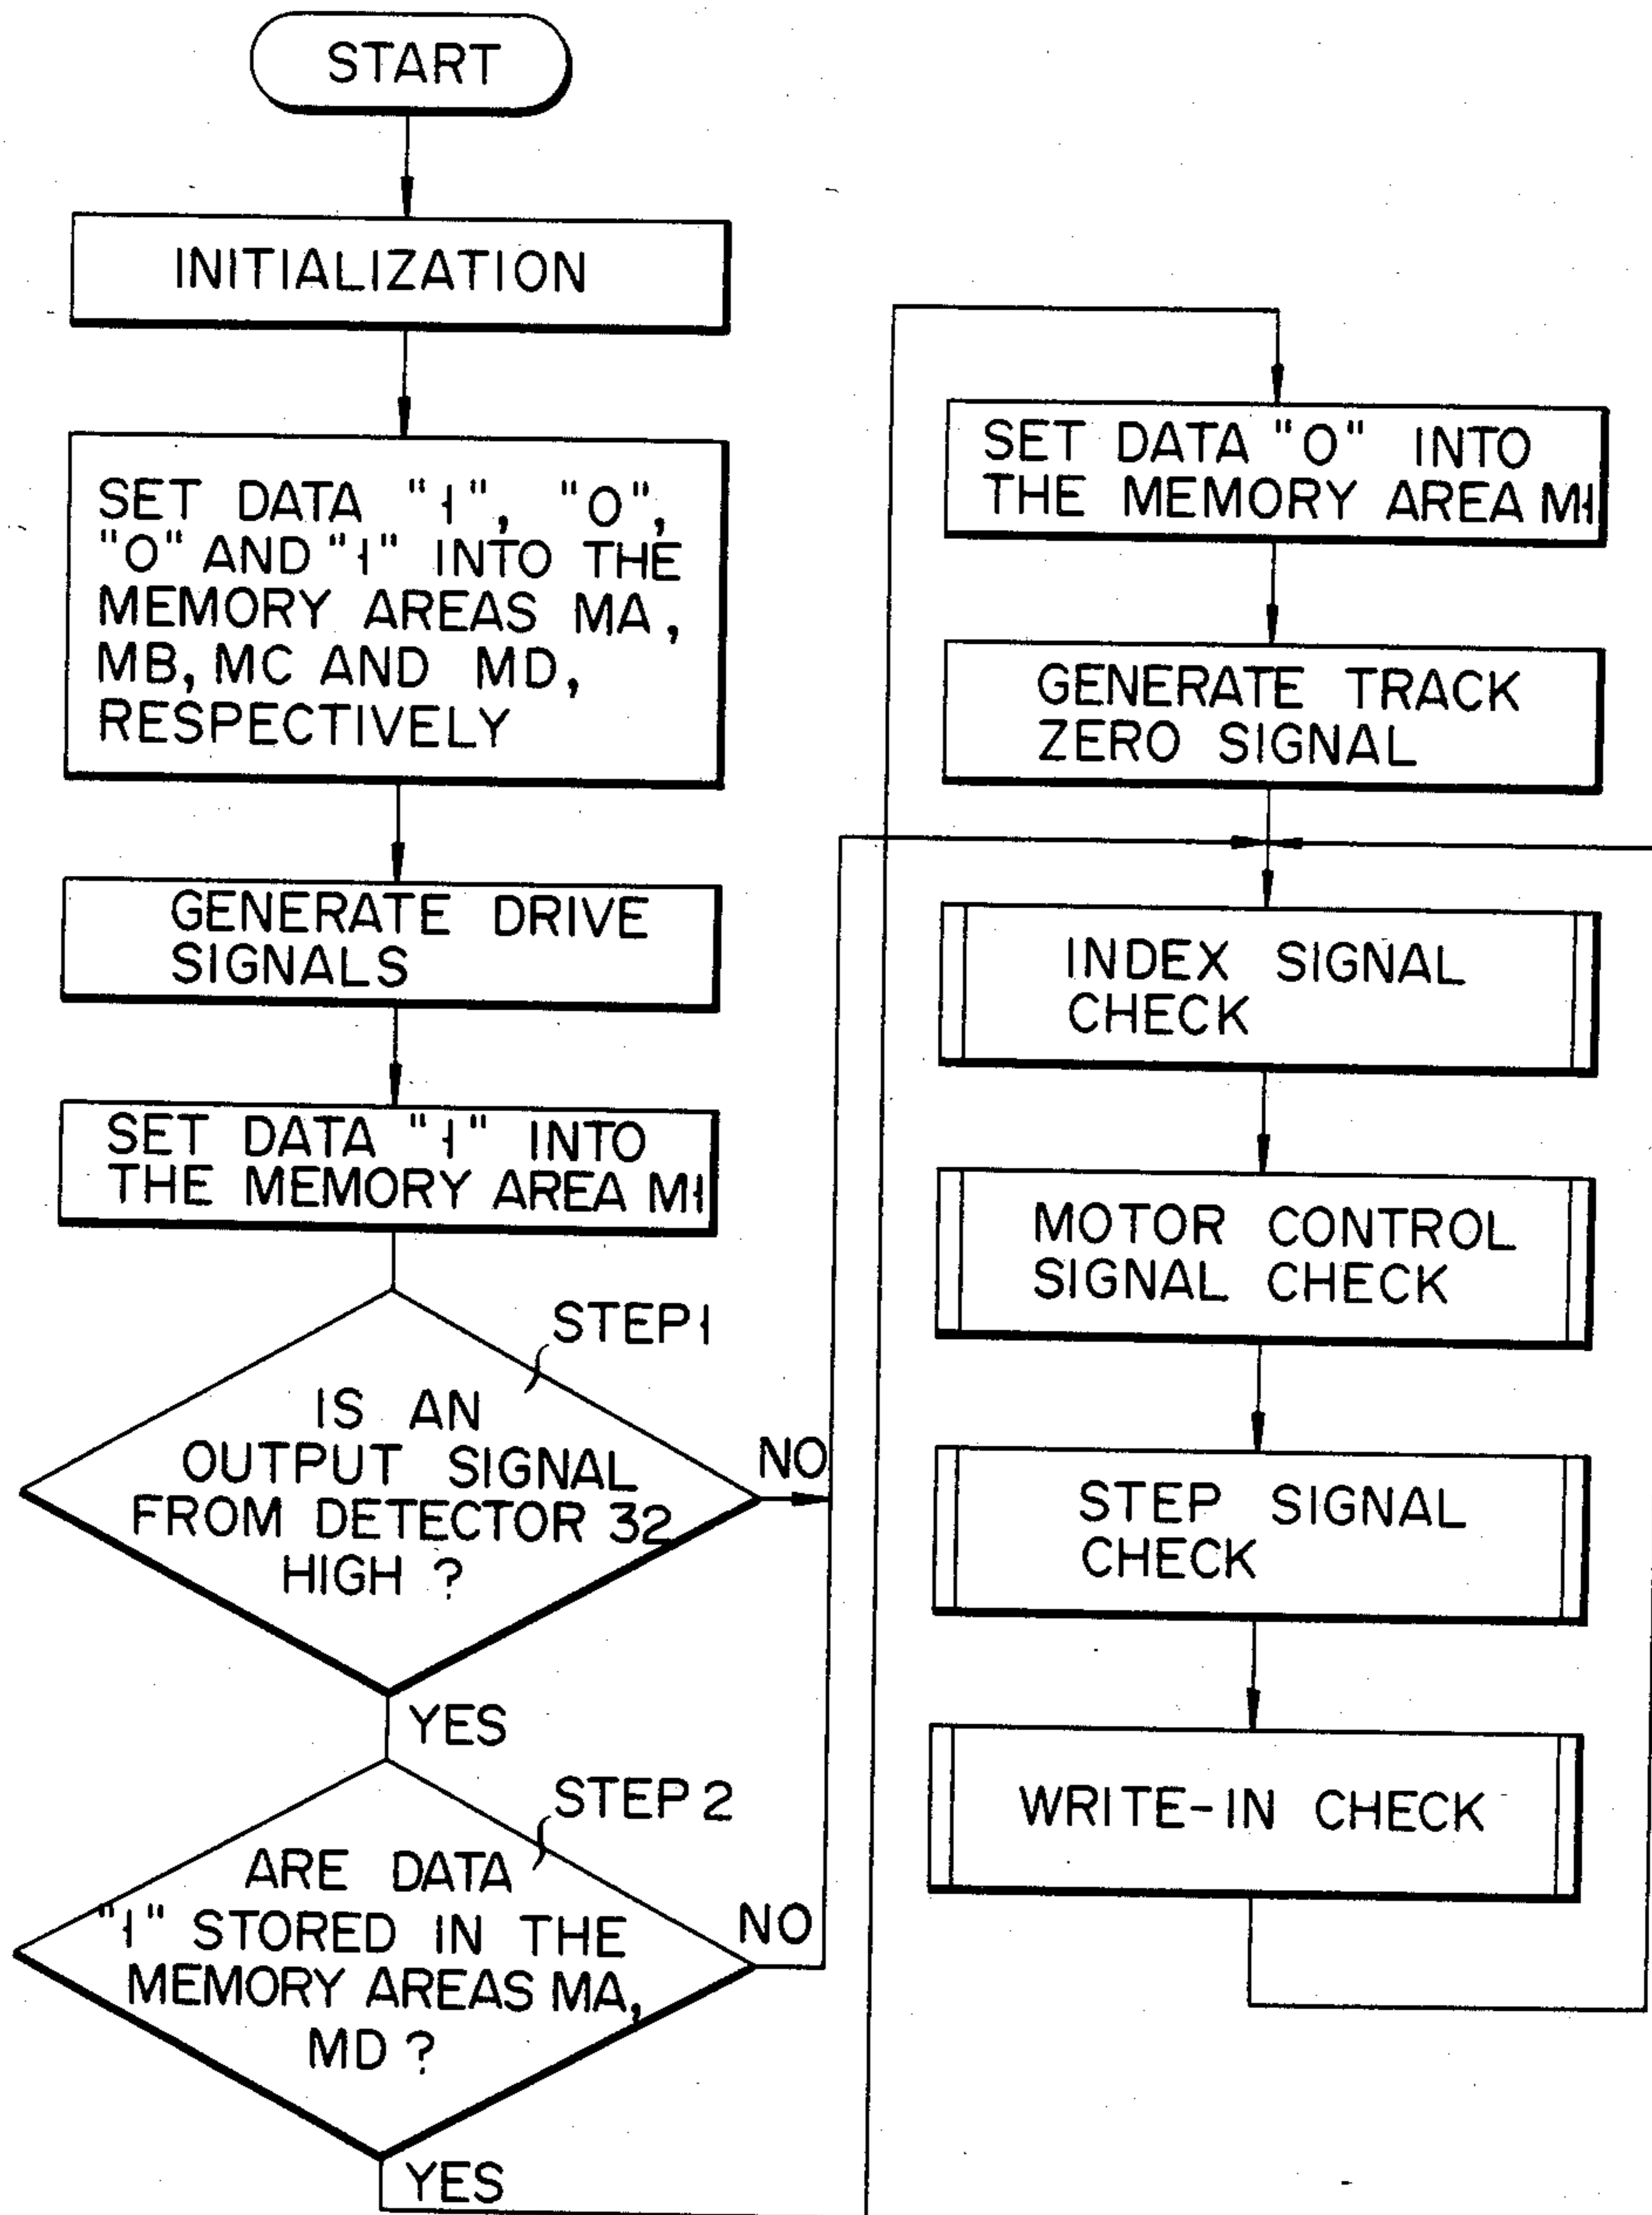 START
INITIALIZATION
SET DATA "1", "0",
"0" AND "1" INTO THE
MEMORY AREAS MA,
MB, MC AND MD,
RESPECTIVELY
GENERATE DRIVE
SIGNALS
SET DATA "1" INTO
THE MEMORY AREA M1
STEP 1
IS AN
OUTPUT SIGNAL
FROM DETECTOR 32
HIGH ?
NO
YES
STEP 2
ARE DATA
"1" STORED IN THE
MEMORY AREAS MA,
MD ?
NO
YES
SET DATA "0" INTO
THE MEMORY AREA M1
GENERATE TRACK
ZERO SIGNAL
INDEX SIGNAL
CHECK
MOTOR CONTROL
SIGNAL CHECK
STEP SIGNAL
CHECK
WRITE-IN CHECK